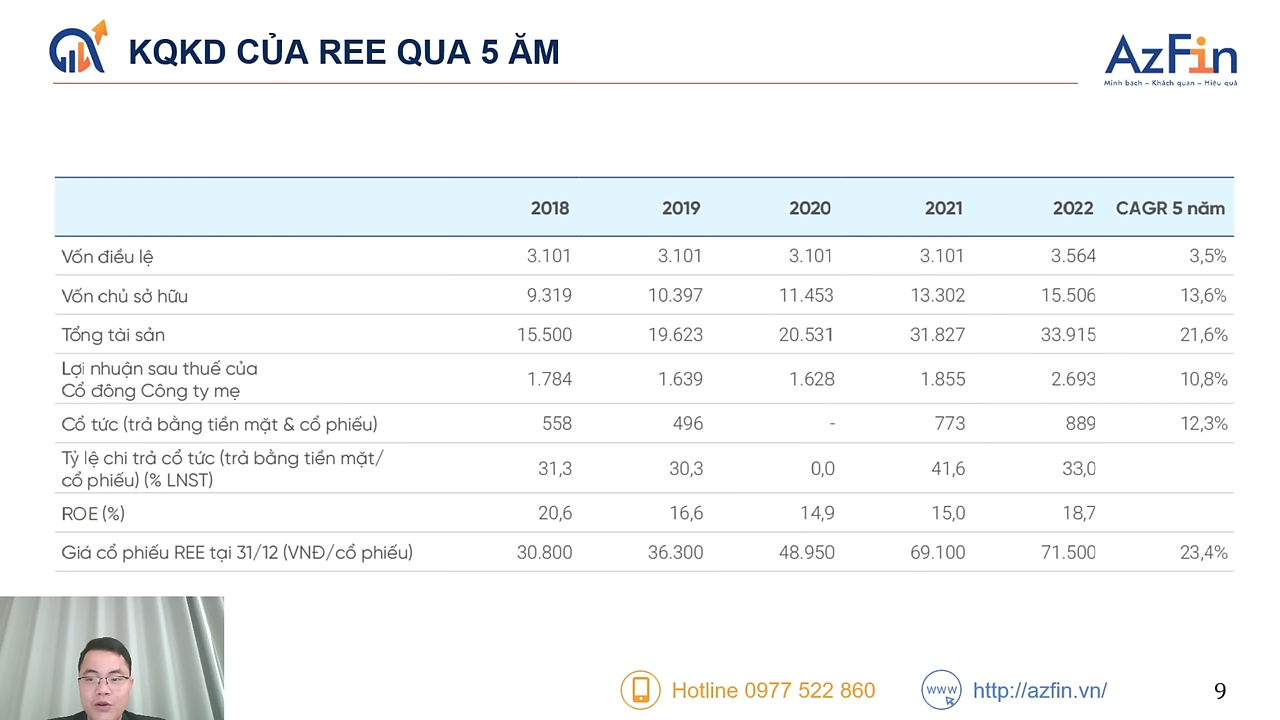 KQKD CỦA REE QUA 5 ĂM
AzFin
Minh bạch – Khách quan – Hiệu quả
2018 2019 2020 2021 2022 CAGR 5 năm
Vốn điều lệ 3.101 3.101 3.101 3.101 3.564 3,5%
Vốn chủ sở hữu 9.319 10.397 11.453 13.302 15.506 13,6%
Tổng tài sản 15.500 19.623 20.531 31.827 33.915 21,6%
Lợi nhuận sau thuế của
Cổ đông Công ty mẹ 1.784 1.639 1.628 1.855 2.693 10,8%
Cổ tức (trả bằng tiền mặt & cổ phiếu) 558 496 - 773 889 12,3%
Tỷ lệ chi trả cổ tức (trả bằng tiền mặt/
cổ phiếu) (% LNST) 31,3 30,3 0,0 41,6 33,0
ROE (%) 20,6 16,6 14,9 15,0 18,7
Giá cổ phiếu REE tại 31/12 (VNĐ/cổ phiếu) 30.800 36.300 48.950 69.100 71.500 23,4%
Hotline 0977 522 860
www
http://azfin.vn/
9